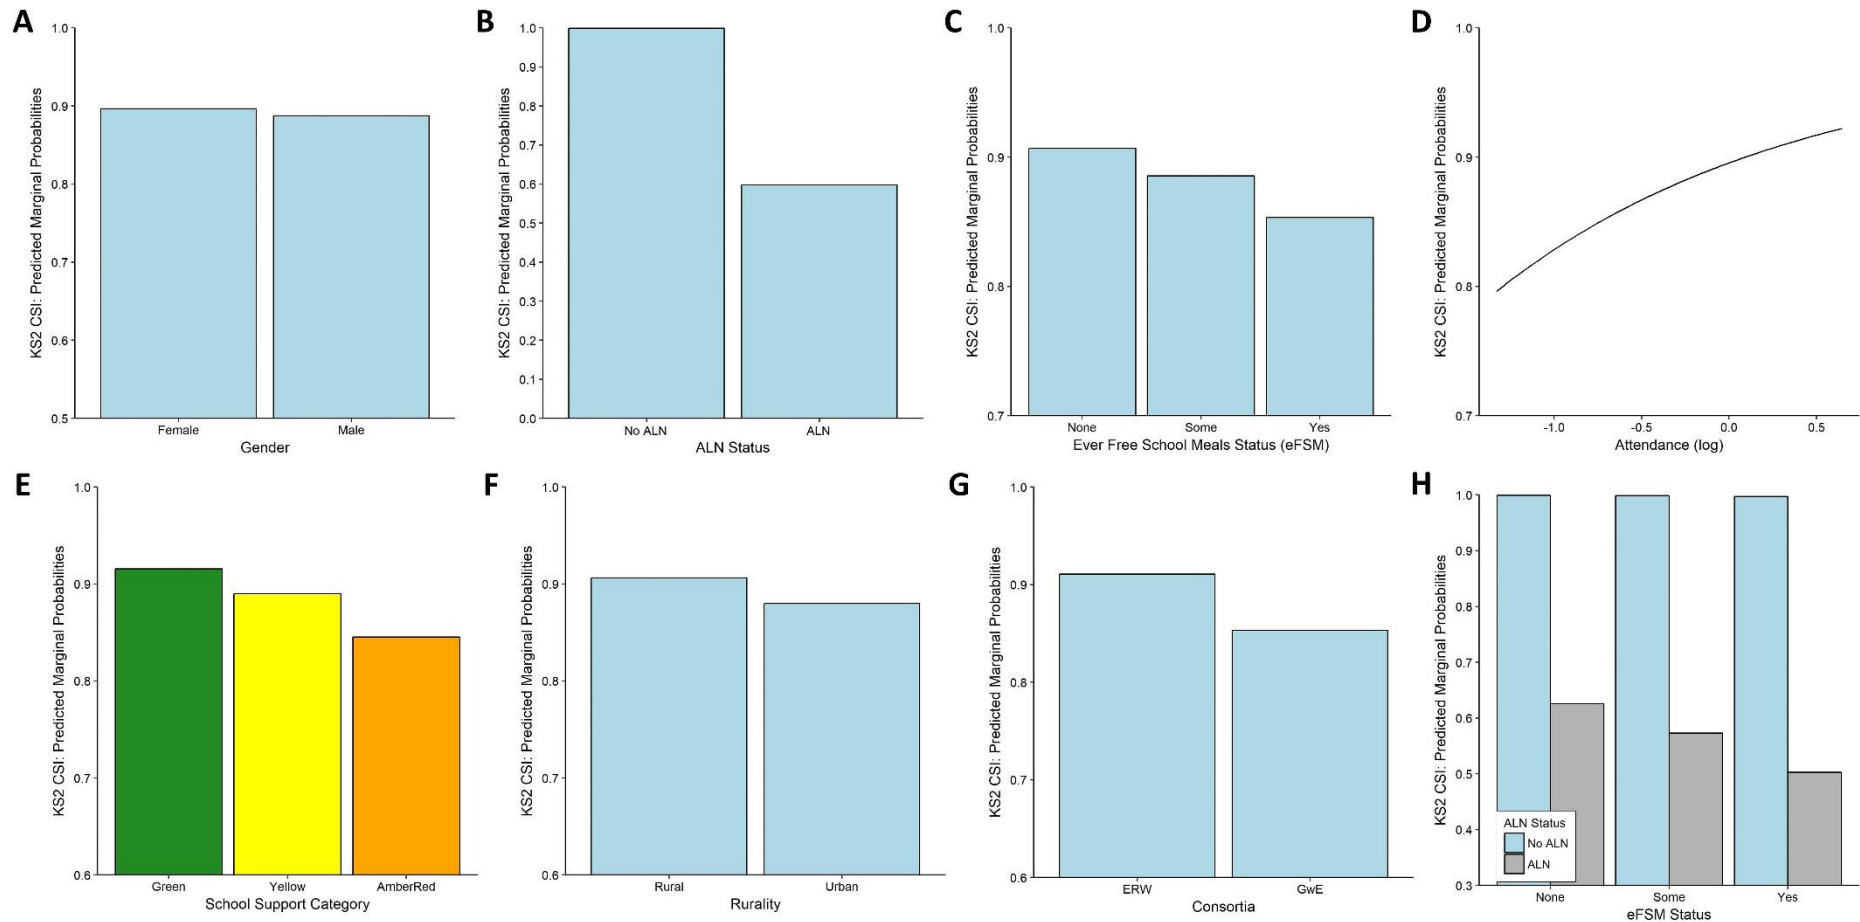 A
KS2 CSI: Predicted Marginal Probabilities
1.0
0.9
0.8
0.7
0.6
0.5
Female
Male
Gender
B
KS2 CSI: Predicted Marginal Probabilities
1.0
0.9
0.8
0.7
0.6
0.5
0.4
0.3
0.2
0.1
0.0
No ALN
ALN
ALN Status
C
KS2 CSI: Predicted Marginal Probabilities
1.0
0.9
0.8
0.7
None
Some
Yes
Ever Free School Meals Status (eFSM)
D
KS2 CSI: Predicted Marginal Probabilities
1.0
0.9
0.8
0.7
-1.0
-0.5
0.0
0.5
Attendance (log)
E
KS2 CSI: Predicted Marginal Probabilities
1.0
0.9
0.8
0.7
0.6
Green
Yellow
AmberRed
School Support Category
F
KS2 CSI: Predicted Marginal Probabilities
1.0
0.9
0.8
0.7
0.6
Rural
Urban
Rurality
G
KS2 CSI: Predicted Marginal Probabilities
1.0
0.9
0.8
0.7
0.6
ERW
GwE
Consortia
H
KS2 CSI: Predicted Marginal Probabilities
1.0
0.9
0.8
0.7
0.6
0.5
0.4
0.3
ALN Status
No ALN
ALN
None
Some
Yes
eFSM Status